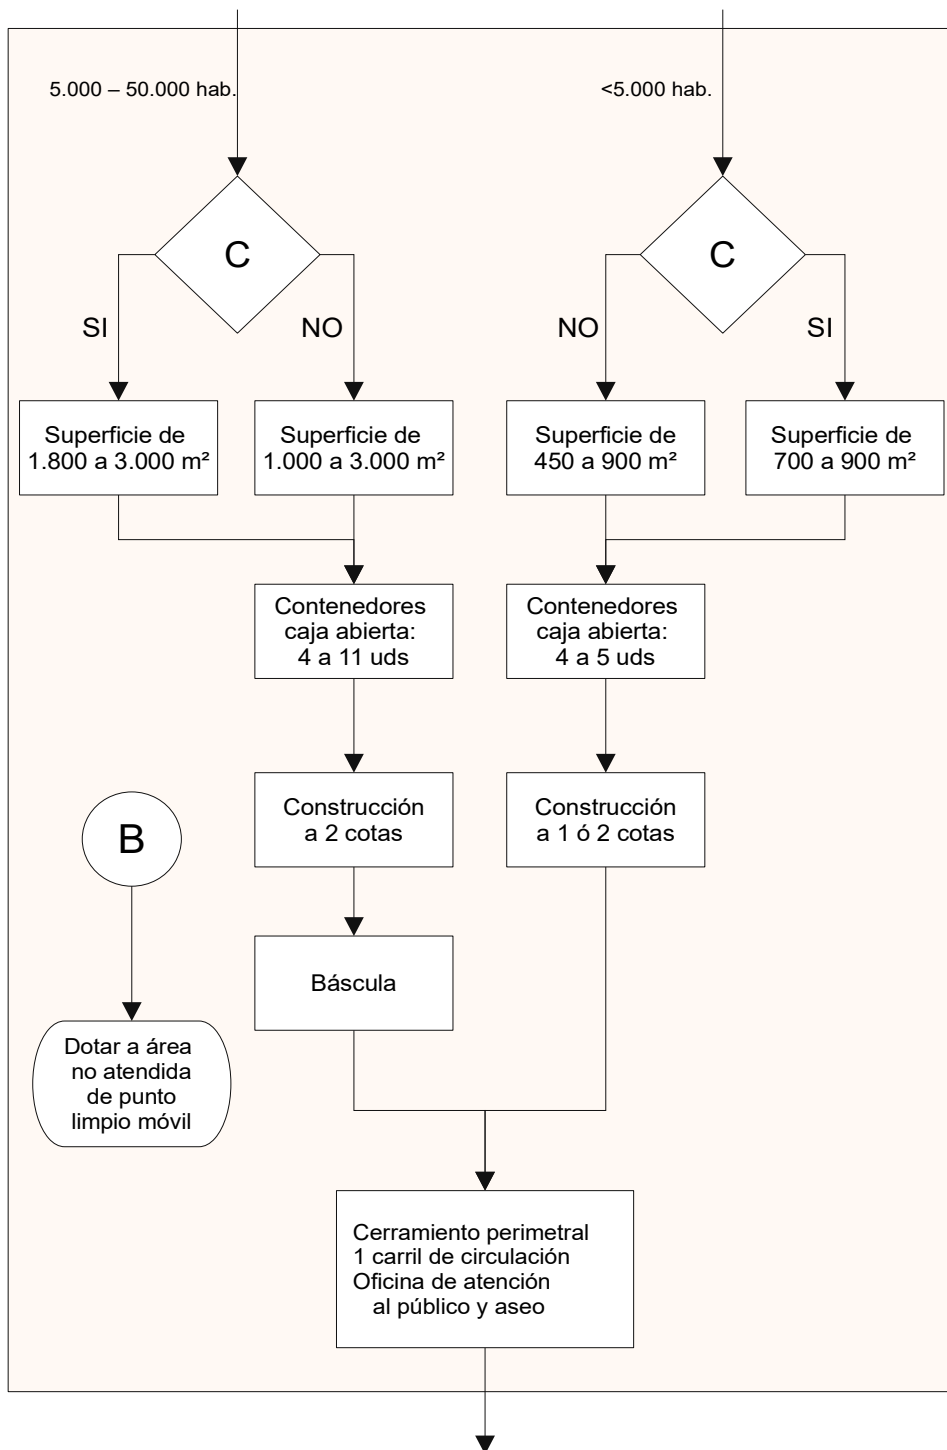 5.000 – 50.000 hab.
<5.000 hab.
C
C
SI
NO
NO
SI
Superficie de
1.800 a 3.000 m²
Superficie de
1.000 a 3.000 m²
Superficie de
450 a 900 m²
Superficie de
700 a 900 m²
Contenedores
caja abierta:
4 a 11 uds
Contenedores
caja abierta:
4 a 5 uds
Construcción
a 2 cotas
Construcción
a 1 ó 2 cotas
B
Báscula
Dotar a área
no atendida
de punto
limpio móvil
Cerramiento perimetral
1 carril de circulación
Oficina de atención
al público y aseo